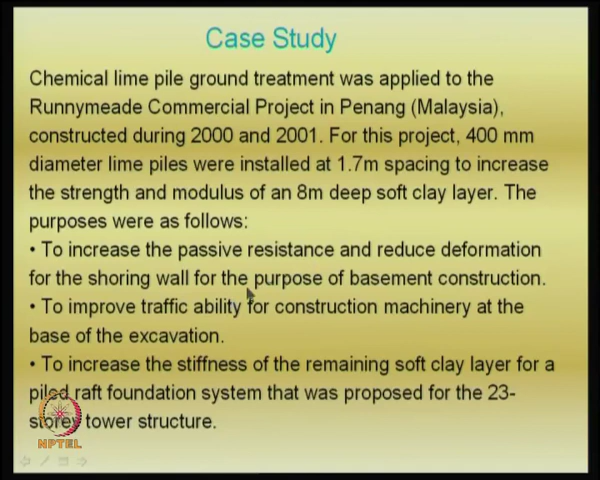 Case Study
Chemical lime pile ground treatment was applied to the
Runnymeade Commercial Project in Penang (Malaysia),
constructed during 2000 and 2001. For this project, 400 mm
diameter lime piles were installed at 1.7m spacing to increase
the strength and modulus of an 8m deep soft clay layer. The
purposes were as follows:
• To increase the passive resistance and reduce deformation
for the shoring wall for the purpose of basement construction.
• To improve traffic ability for construction machinery at the
base of the excavation.
• To increase the stiffness of the remaining soft clay layer for a
piled raft foundation system that was proposed for the 23-
storey tower structure.
NPTEL